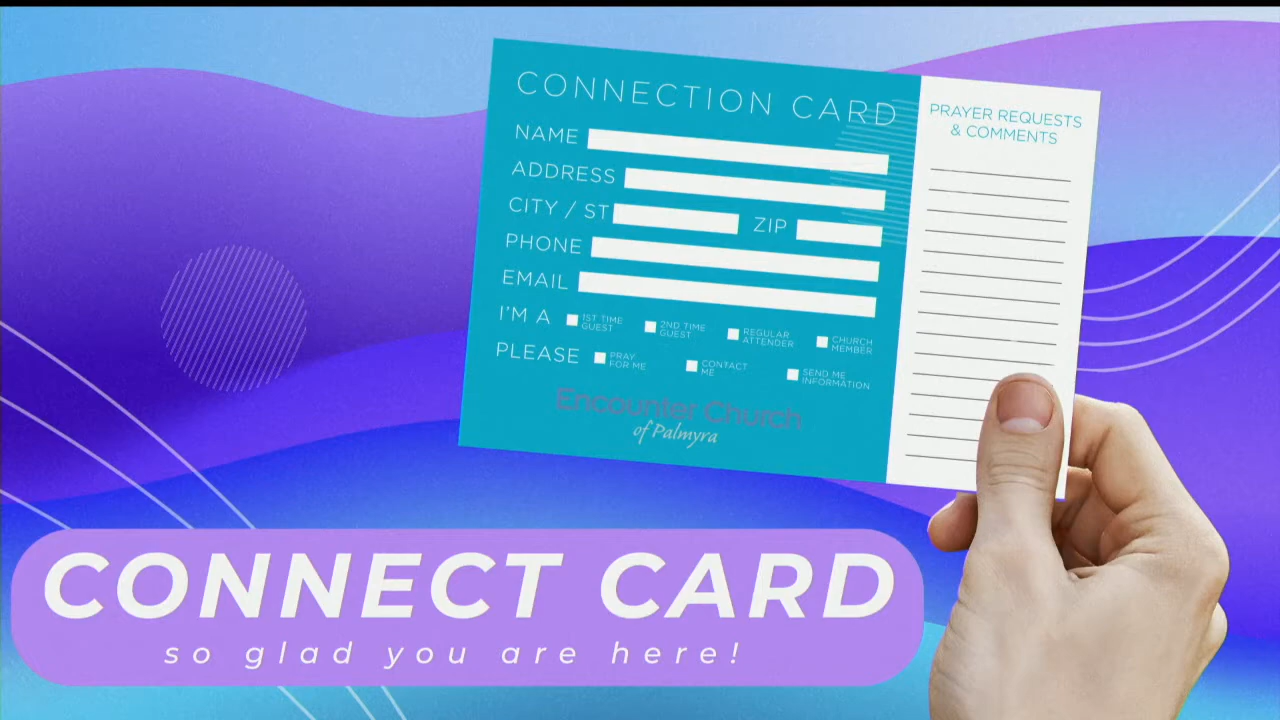 CONNECTION CARD
NAME
ADDRESS
CITY / ST ZIP
PHONE
EMAIL
I'M A
1ST TIME
GUEST
2ND TIME
GUEST
REGULAR
ATTENDER
CHURCH
MEMBER
PLEASE
PRAY
FOR ME
CONTACT
ME
SEND ME
INFORMATION
Encounter Church
of Palmyra
PRAYER REQUESTS
& COMMENTS
CONNECT CARD
so glad you are here!